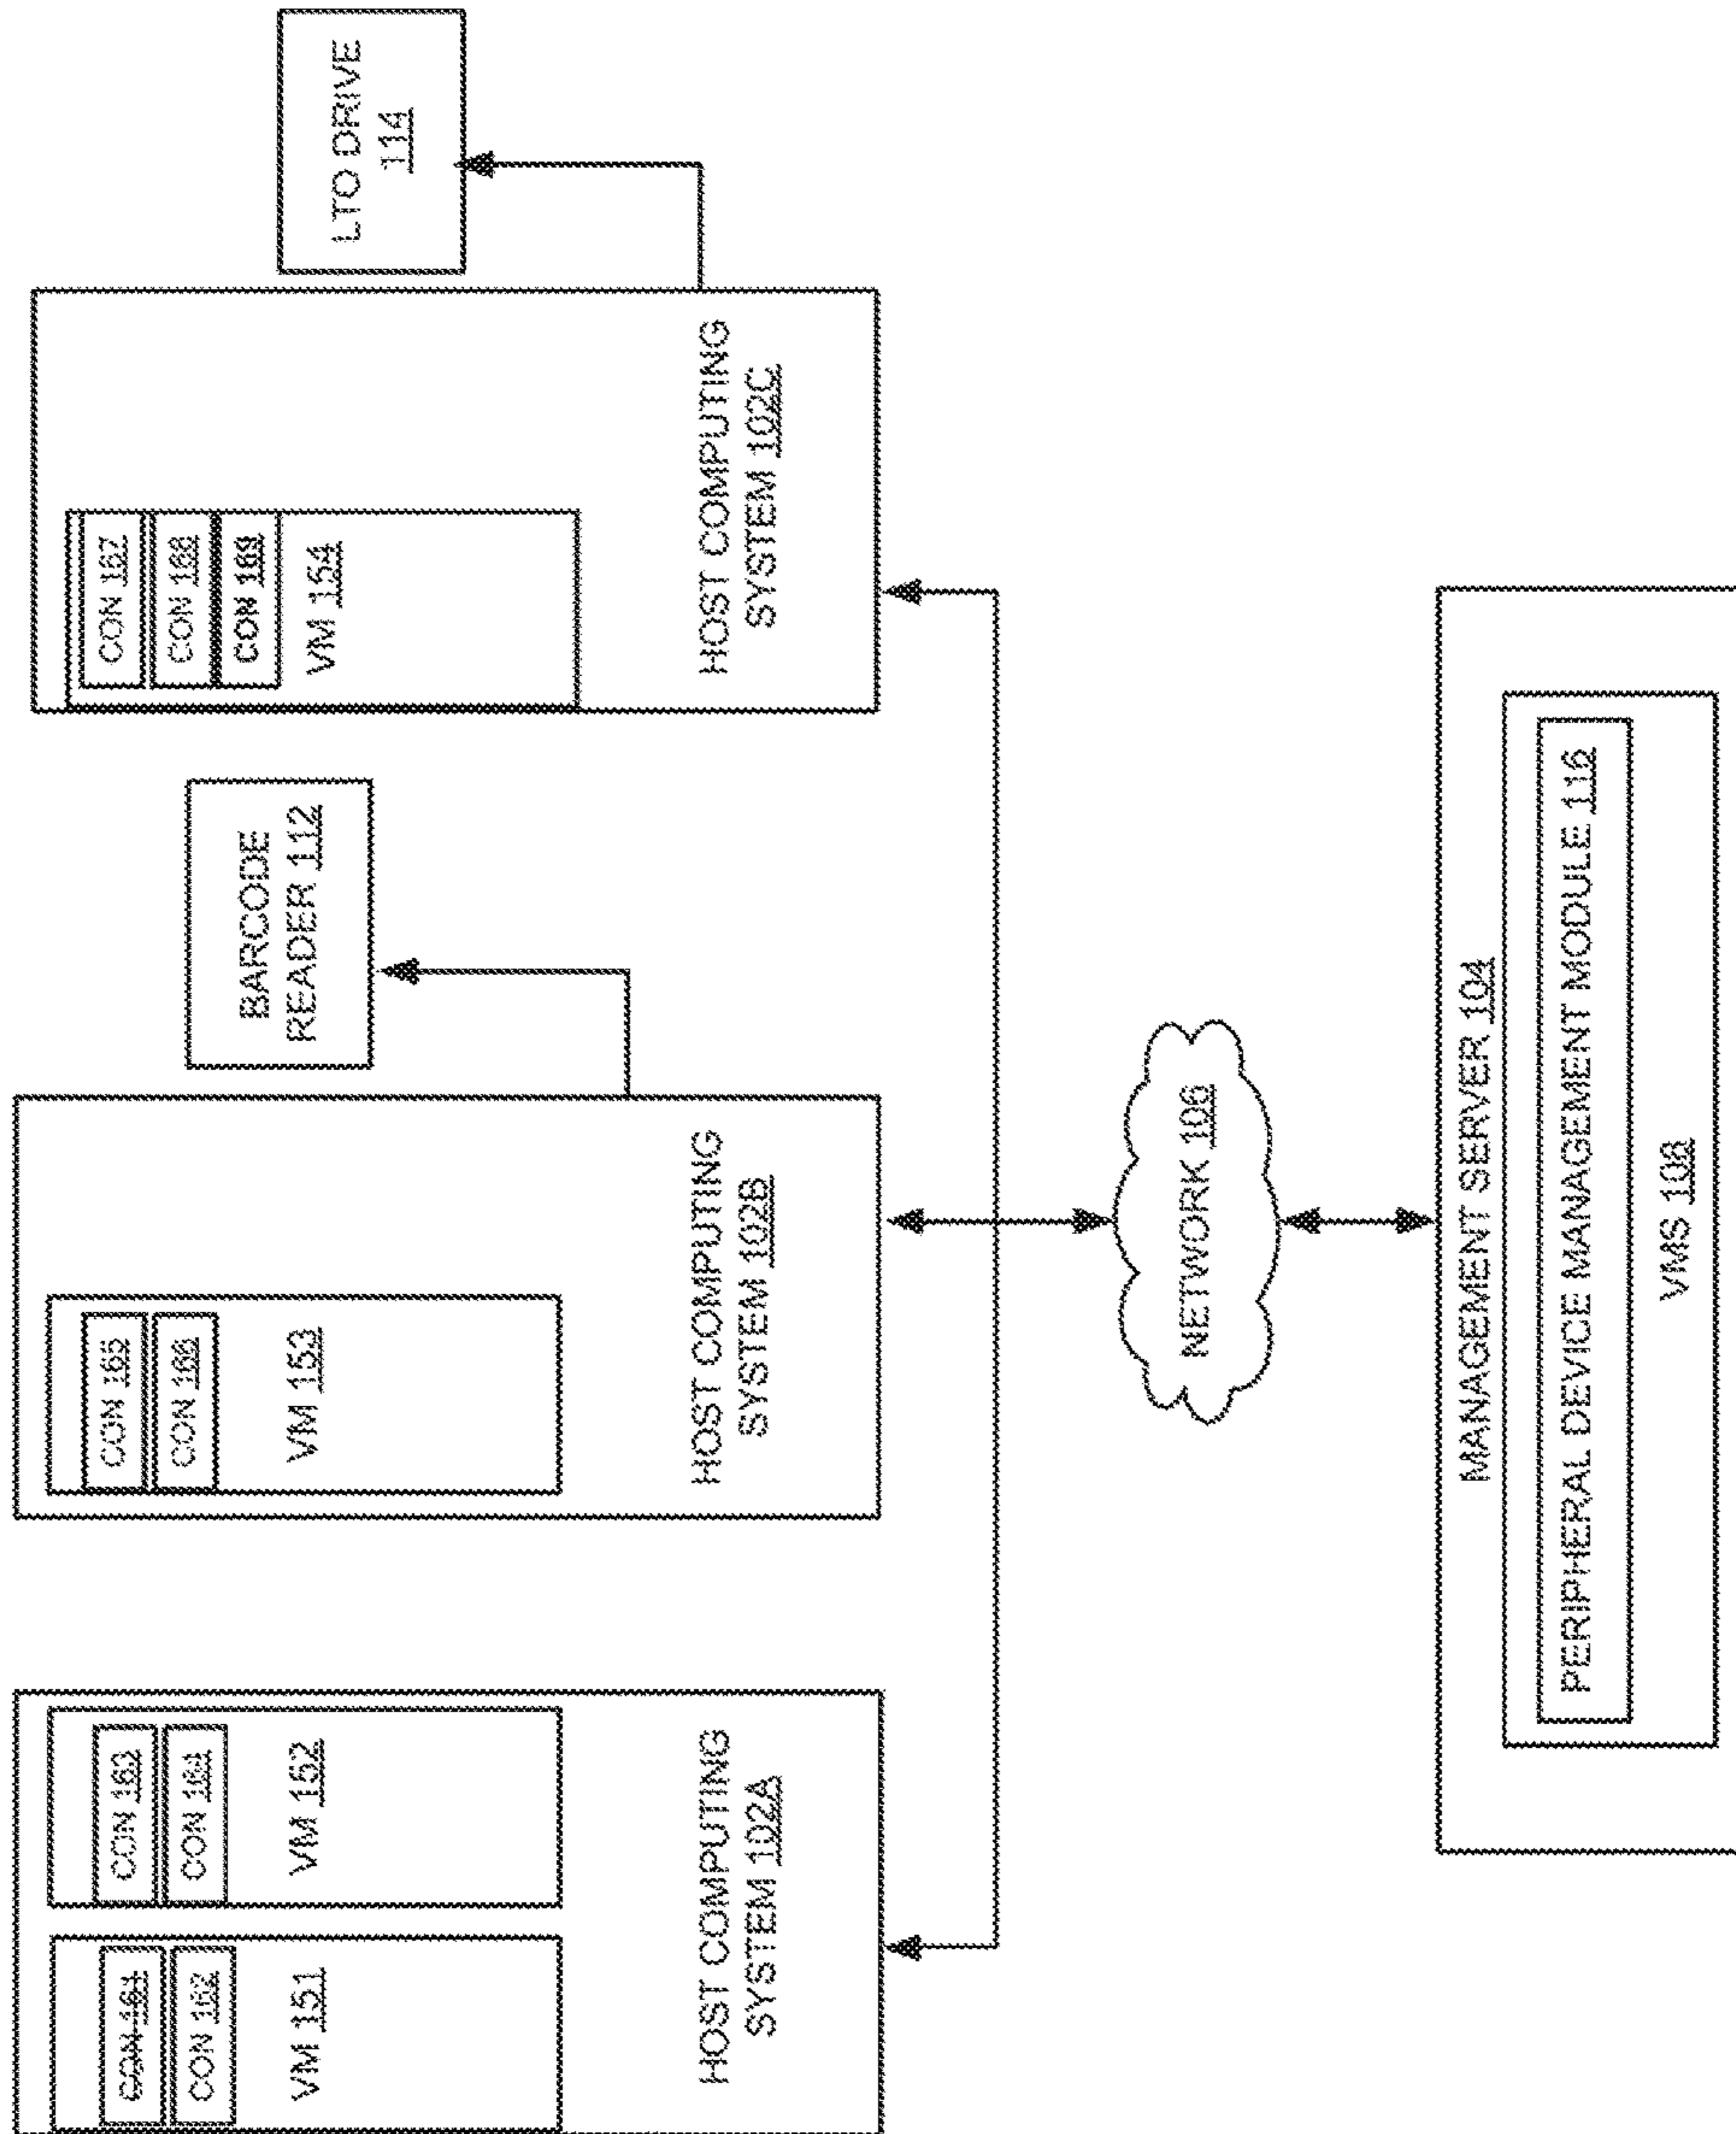 CON 161
CON 162
VM 151
CON 163
CON 164
VM 152
HOST COMPUTING
SYSTEM 102A
CON 165
CON 166
VM 153
HOST COMPUTING
SYSTEM 102B
BARCODE
READER 112
CON 167
CON 168
CON 169
VM 154
HOST COMPUTING
SYSTEM 102C
LTO DRIVE
114
NETWORK 106
MANAGEMENT SERVER 104
PERIPHERAL DEVICE MANAGEMENT MODULE 116
VMS 108